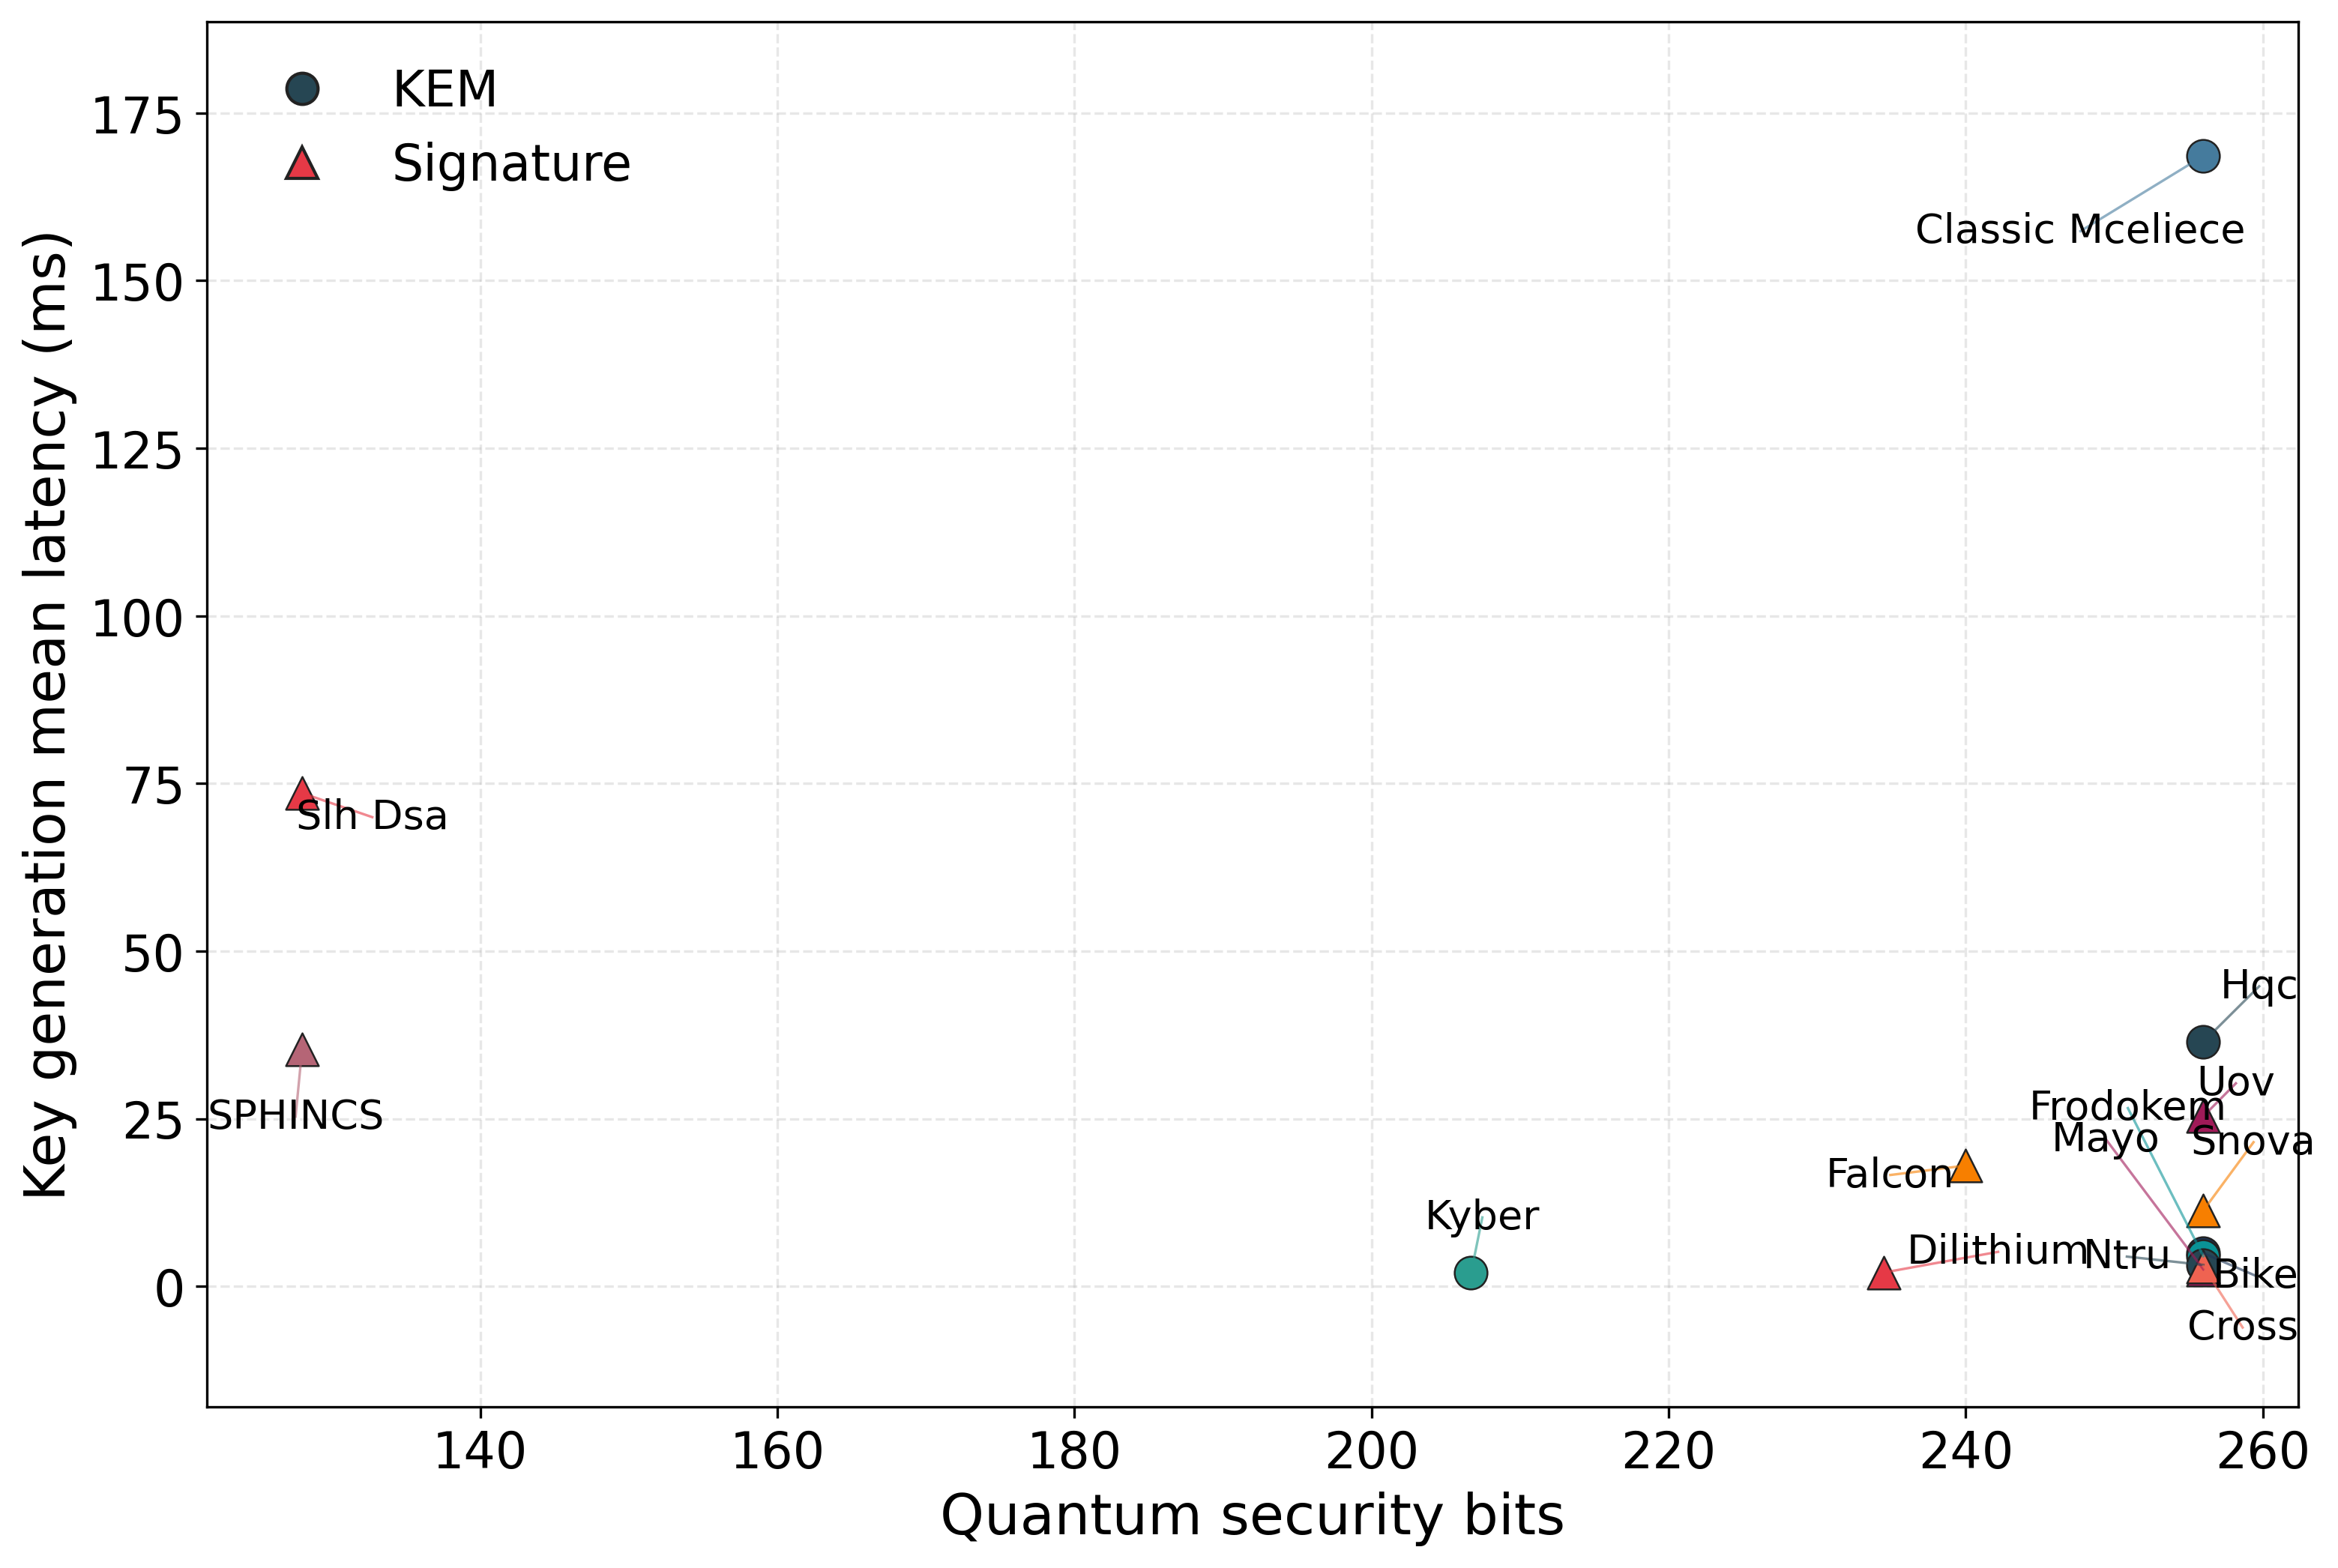 KEM
Signature
175
150
125
100
75
50
25
0
Key generation mean latency (ms)
Classic Mceliece
Slh Dsa
Hqc
Uov
Frodokem
SPHINCS
Mayo
Snova
Falcon
Kyber
Dilithium
Ntru
Bike
Cross
140
160
180
200
220
240
260
Quantum security bits